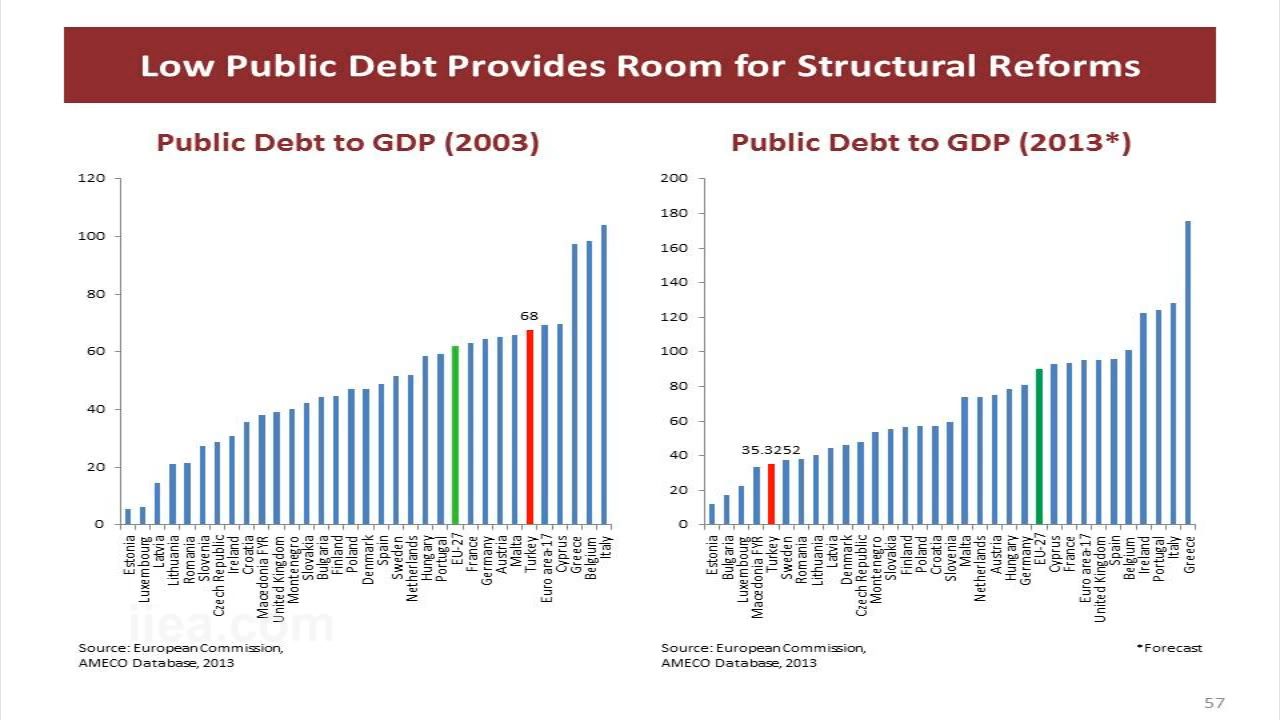 Low Public Debt Provides Room for Structural Reforms
Public Debt to GDP (2003)
120
100
80
60
40
20
0
68
Estonia
Luxembourg
Latvia
Lithuania
Romania
Slovenia
Czech Republic
Ireland
Croatia
Macedonia FYR
United Kingdom
Montenegro
Slovakia
Bulgaria
Finland
Poland
Denmark
Spain
Sweden
Netherlands
Hungary
Portugal
EU-27
France
Germany
Austria
Malta
Turkey
Euro area-17
Cyprus
Greece
Belgium
Italy
iiea.com
Source: European Commission,
AMECO Database, 2013
Public Debt to GDP (2013*)
200
180
160
140
120
100
80
60
40
20
0
35.3252
Estonia
Bulgaria
Luxembourg
Macedonia FYR
Turkey
Sweden
Romania
Lithuania
Latvia
Denmark
Czech Republic
Montenegro
Slovakia
Finland
Poland
Croatia
Slovenia
Malta
Netherlands
Austria
Hungary
Germany
EU-27
Cyprus
France
Euro area-17
United Kingdom
Spain
Belgium
Ireland
Portugal
Italy
Greece
Source: European Commission,
AMECO Database, 2013
*Forecast
57